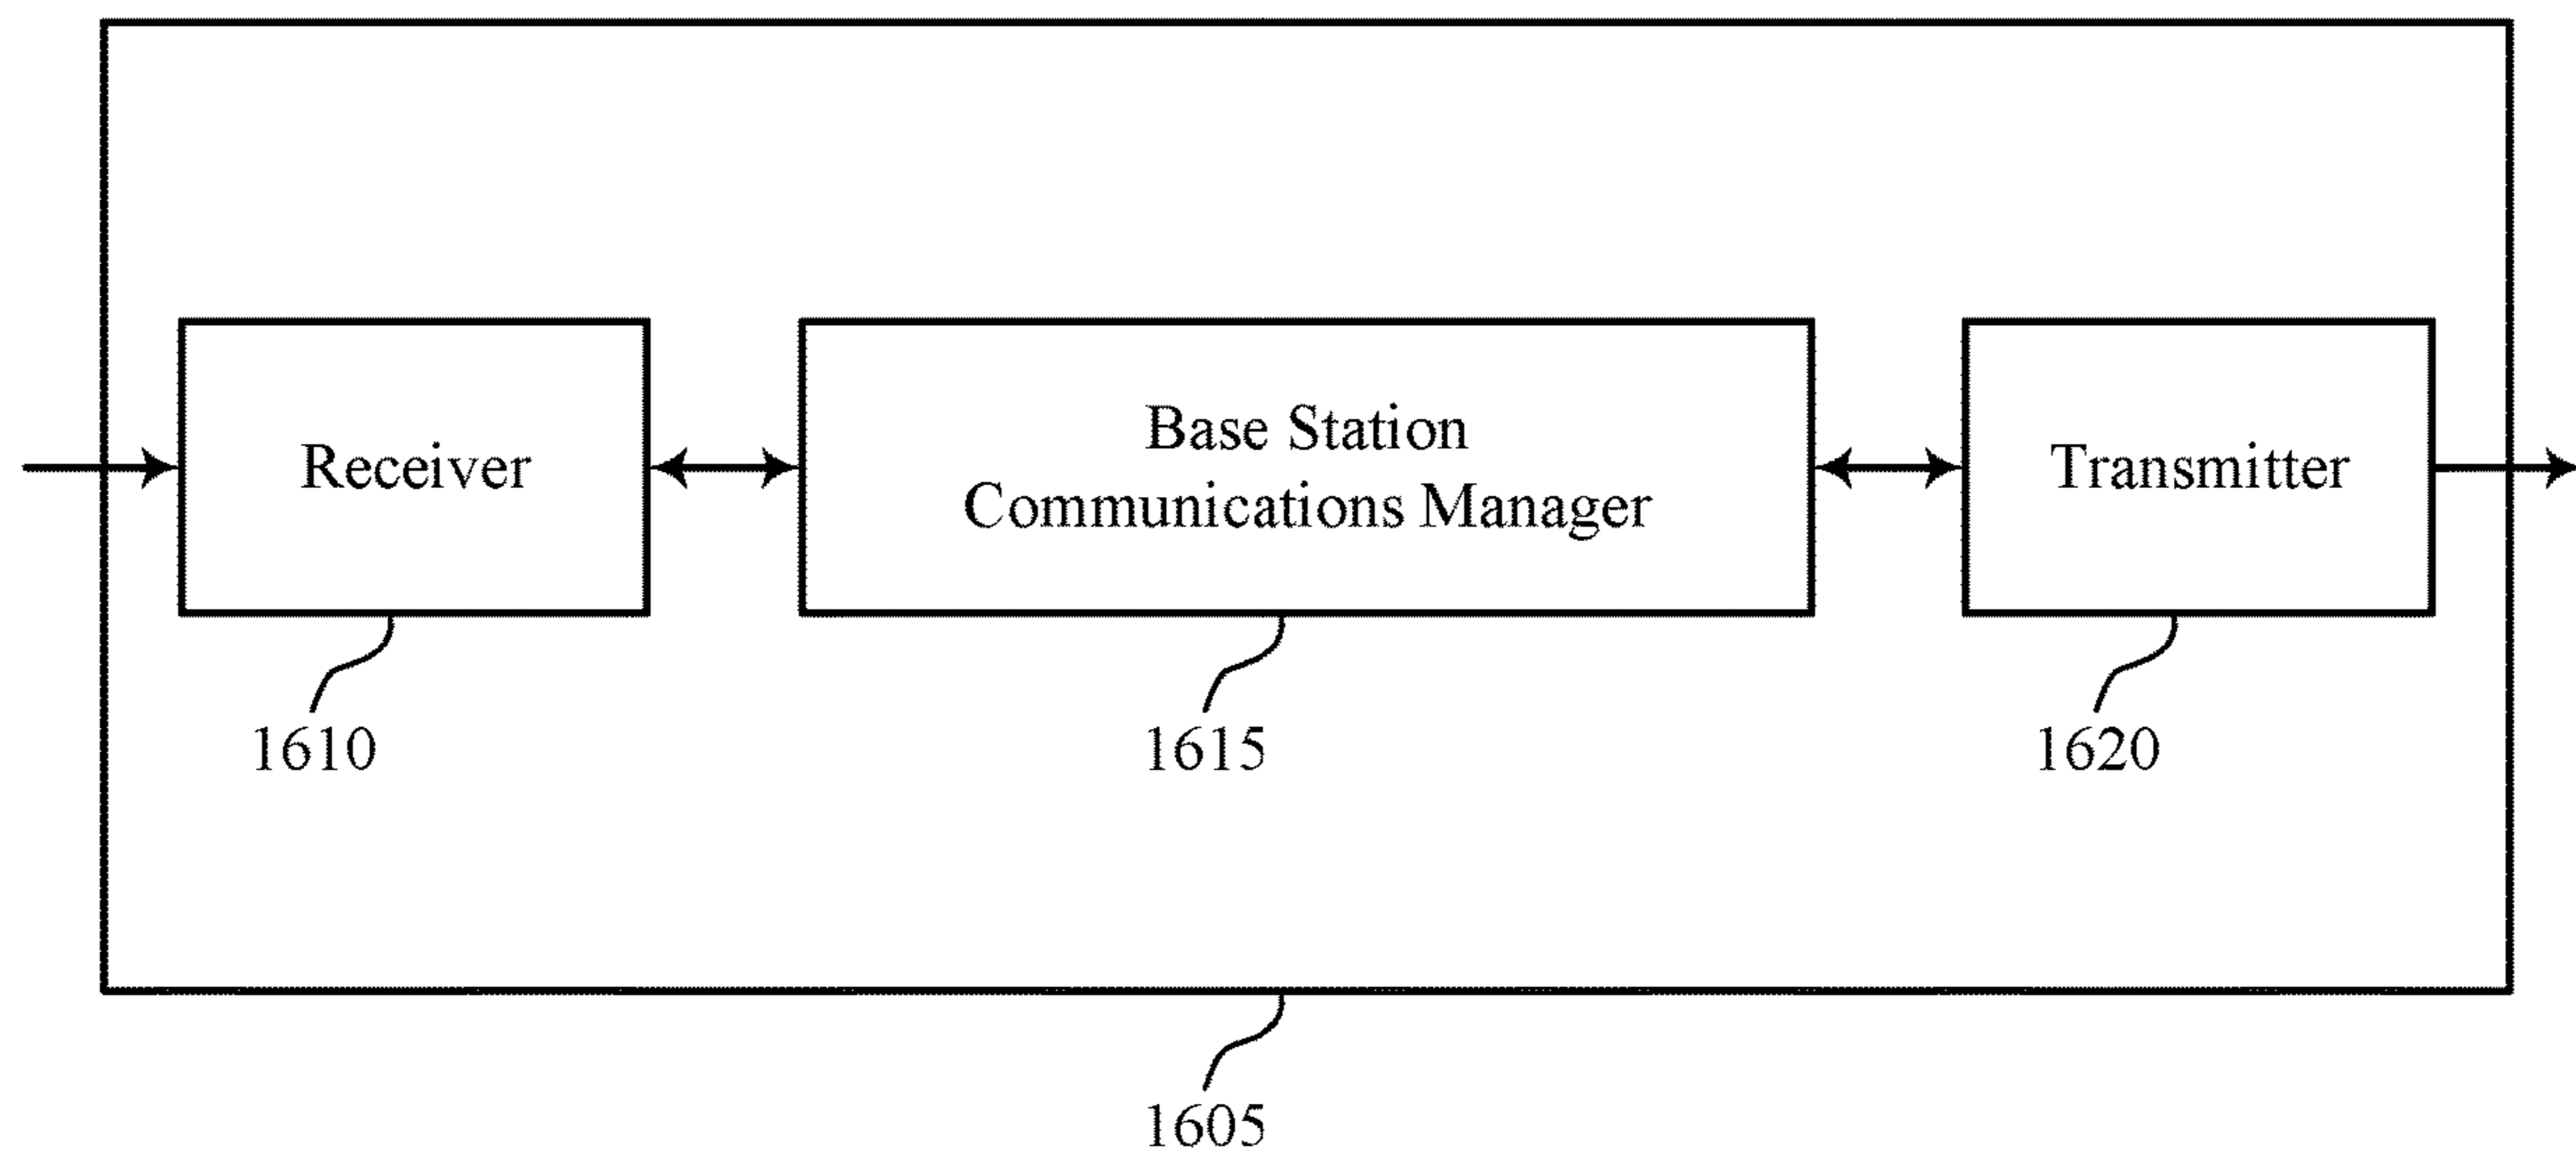 Receiver
Base Station
Communications Manager
Transmitter
1610
1615
1620
1605